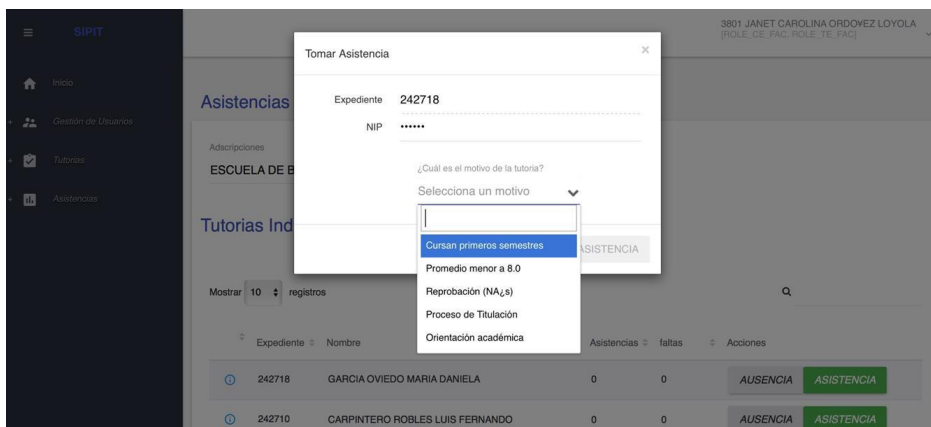 SIPIT
3801 JANET CAROLINA ORDO¥EZ LOYOLA
[ROLE_CE_FAC, ROLE_TE_FAC]
Inicio
Gestión de Usuarios
Tutorias
Asistencias
Asistencias
Adscripciones
ESCUELA DE B
Tutorias Ind
Tomar Asistencia
×
Expediente 242718
NIP ••••••
¿Cuál es el motivo de la tutoria?
Selecciona un motivo
Cursan primeros semestres
Promedio menor a 8.0
Reprobación (NA¿s)
Proceso de Titulación
Orientación académica
ASISTENCIA
Mostrar 10 registros
Expediente Nombre Asistencias faltas Acciones
242718 GARCIA OVIEDO MARIA DANIELA 0 0 AUSENCIA ASISTENCIA
242710 CARPINTERO ROBLES LUIS FERNANDO 0 0 AUSENCIA ASISTENCIA